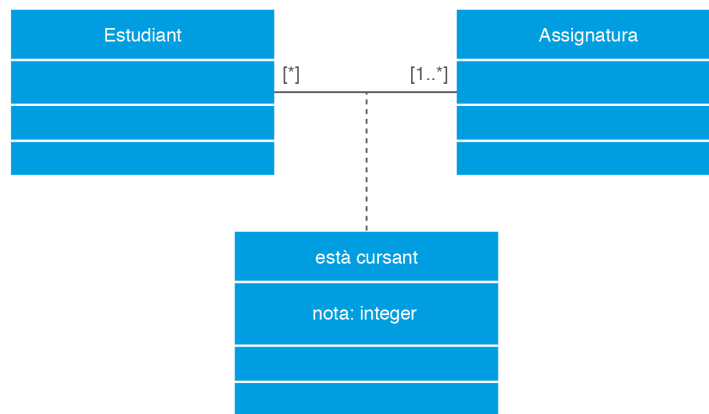 Estudiant
Assignatura
[*]
[1..*]
està cursant
nota: integer